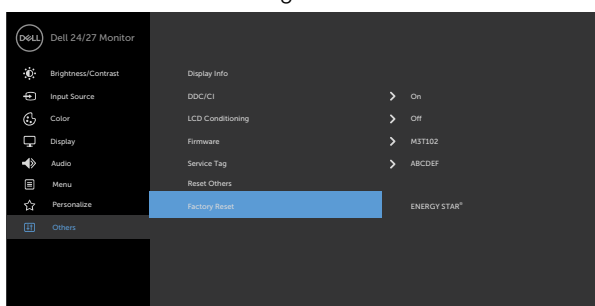 DELL Dell 24/27 Monitor
Brightness/Contrast Display Info
Input Source DDC/CI On
Color LCD Conditioning Off
Display Firmware M3T102
Audio Service Tag ABCDEF
Menu Reset Others
Personalize Factory Reset ENERGY STAR®
Others